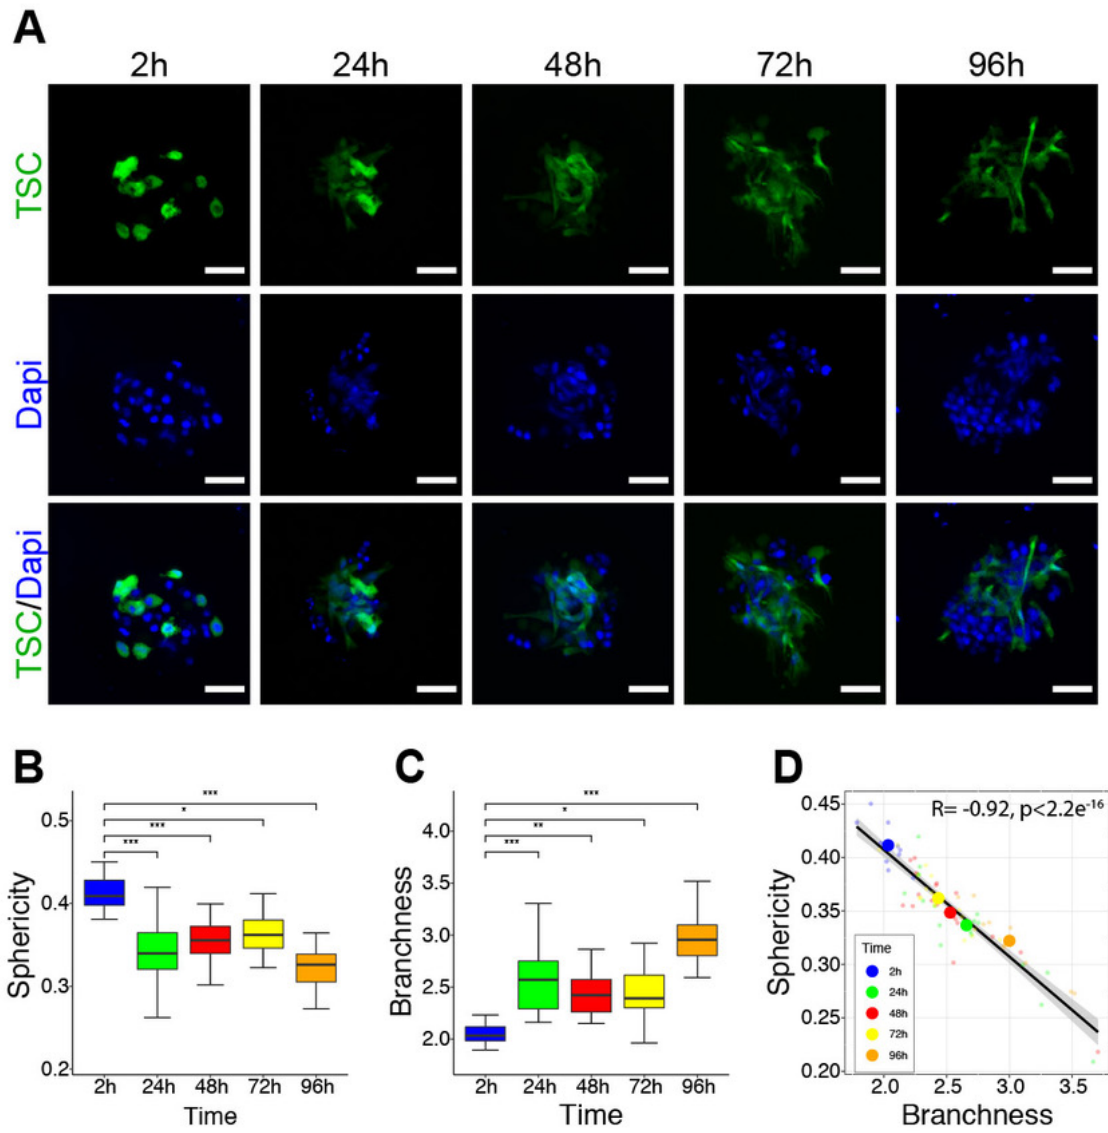 A
2h 24h 48h 72h 96h
TSC
Dapi
TSC/Dapi
B
***
*
***
***
0.5
0.4
0.3
0.2
Sphericity
2h 24h 48h 72h 96h
Time
C
***
*
**
***
4.0
3.5
3.0
2.5
2.0
Branchness
2h 24h 48h 72h 96h
Time
D
R= -0.92, p<2.2e-16
0.45
0.40
0.35
0.30
0.25
0.20
Sphericity
Time
2h
24h
48h
72h
96h
2.0 2.5 3.0 3.5
Branchness